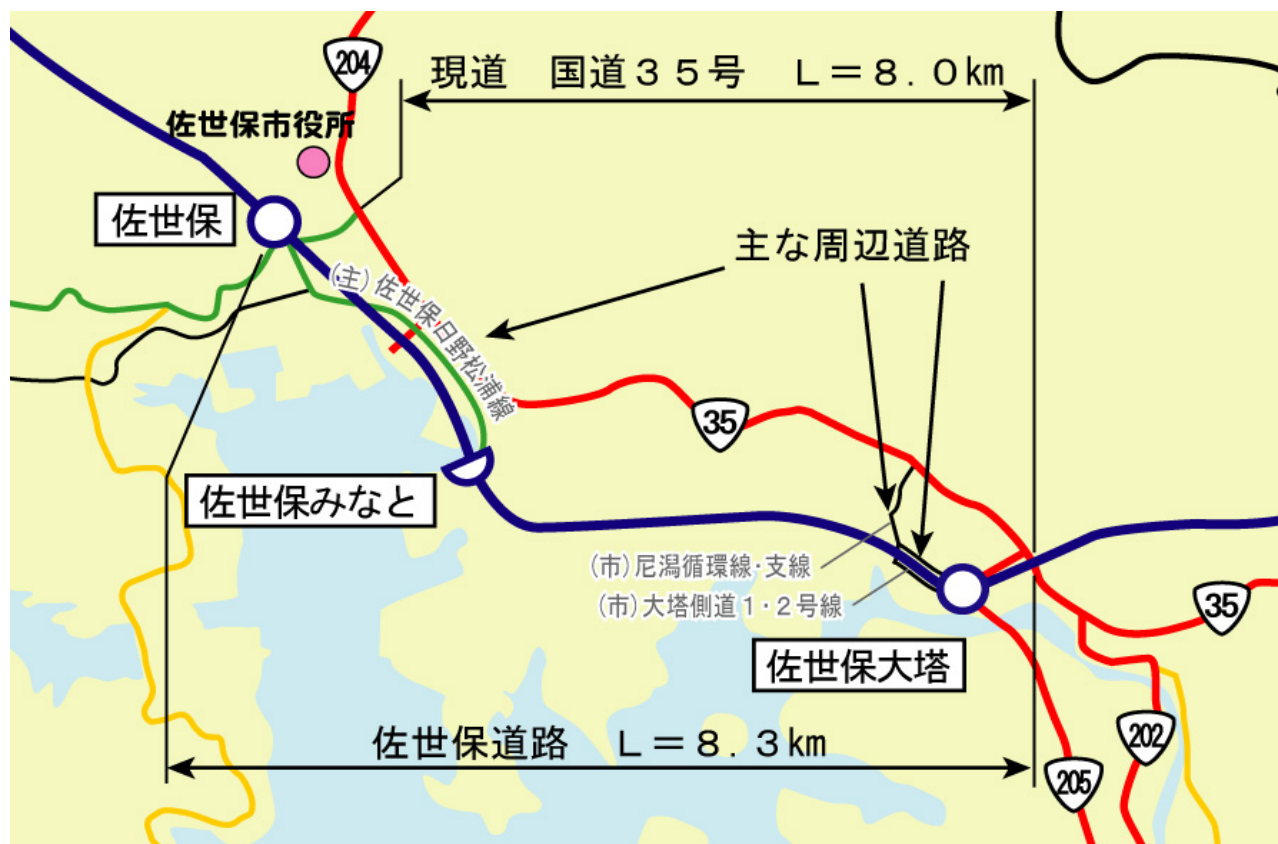 204
現道　国道３５号　Ｌ＝８.０㎞
佐世保市役所
佐世保
主な周辺道路
(主)佐世保日野松浦線
35
佐世保みなと
(市)尼潟循環線・支線
(市)大塔側道１・２号線
35
佐世保大塔
佐世保道路　Ｌ＝８.３㎞
202
205